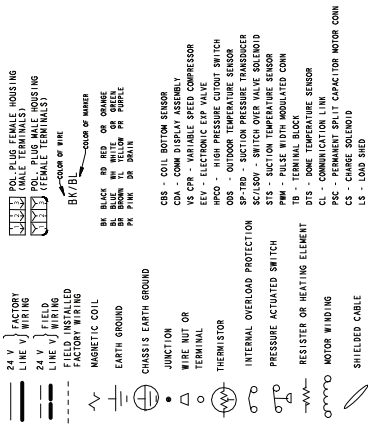 24 V FACTORY
LINE V WIRING
24 V FIELD
LINE V WIRING
FIELD INSTALLED
FACTORY WIRING
MAGNETIC COIL
EARTH GROUND
CHASSIS EARTH GROUND
JUNCTION
WIRE NUT OR
TERMINAL
THERMISTOR
INTERNAL OVERLOAD PROTECTION
PRESSURE ACTUATED SWITCH
RESISTER OR HEATING ELEMENT
MOTOR WINDING
SHIELDED CABLE
1 2 3
POL. PLUG FEMALE HOUSING
(MALE TERMINALS)
1 2 3
POL. PLUG MALE HOUSING
(FEMALE TERMINALS)
COLOR OF WIRE
BK/BL
COLOR OF MARKER
BK BLACK RD RED OR ORANGE
BL BLUE WH WHITE GR GREEN
BR BROWN YL YELLOW PR PURPLE
PK PINK DR DRAIN
CBS - COIL BOTTOM SENSOR
CDA - COMM DISPLAY ASSEMBLY
VS CPR - VARIABLE SPEED COMPRESSOR
EEV - ELECTRONIC EXP VALVE
HPCO - HIGH PRESSURE CUTOUT SWITCH
ODS - OUTDOOR TEMPERATURE SENSOR
SP-TRD - SUCTION PRESSURE TRANSDUCER
SC/LSOV - SWITCH OVER VALVE SOLENOID
STS - SUCTION TEMPERATURE SENSOR
PWM - PULSE WIDTH MODULATED CONN
TB - TERMINAL BLOCK
DTS - DOME TEMPERATURE SENSOR
CL - COMMUNICATION LINK
PSC - PERMANENT SPLIT CAPACITOR MOTOR CONN
CS - CHARGE SOLENOID
LS - LOAD SHED